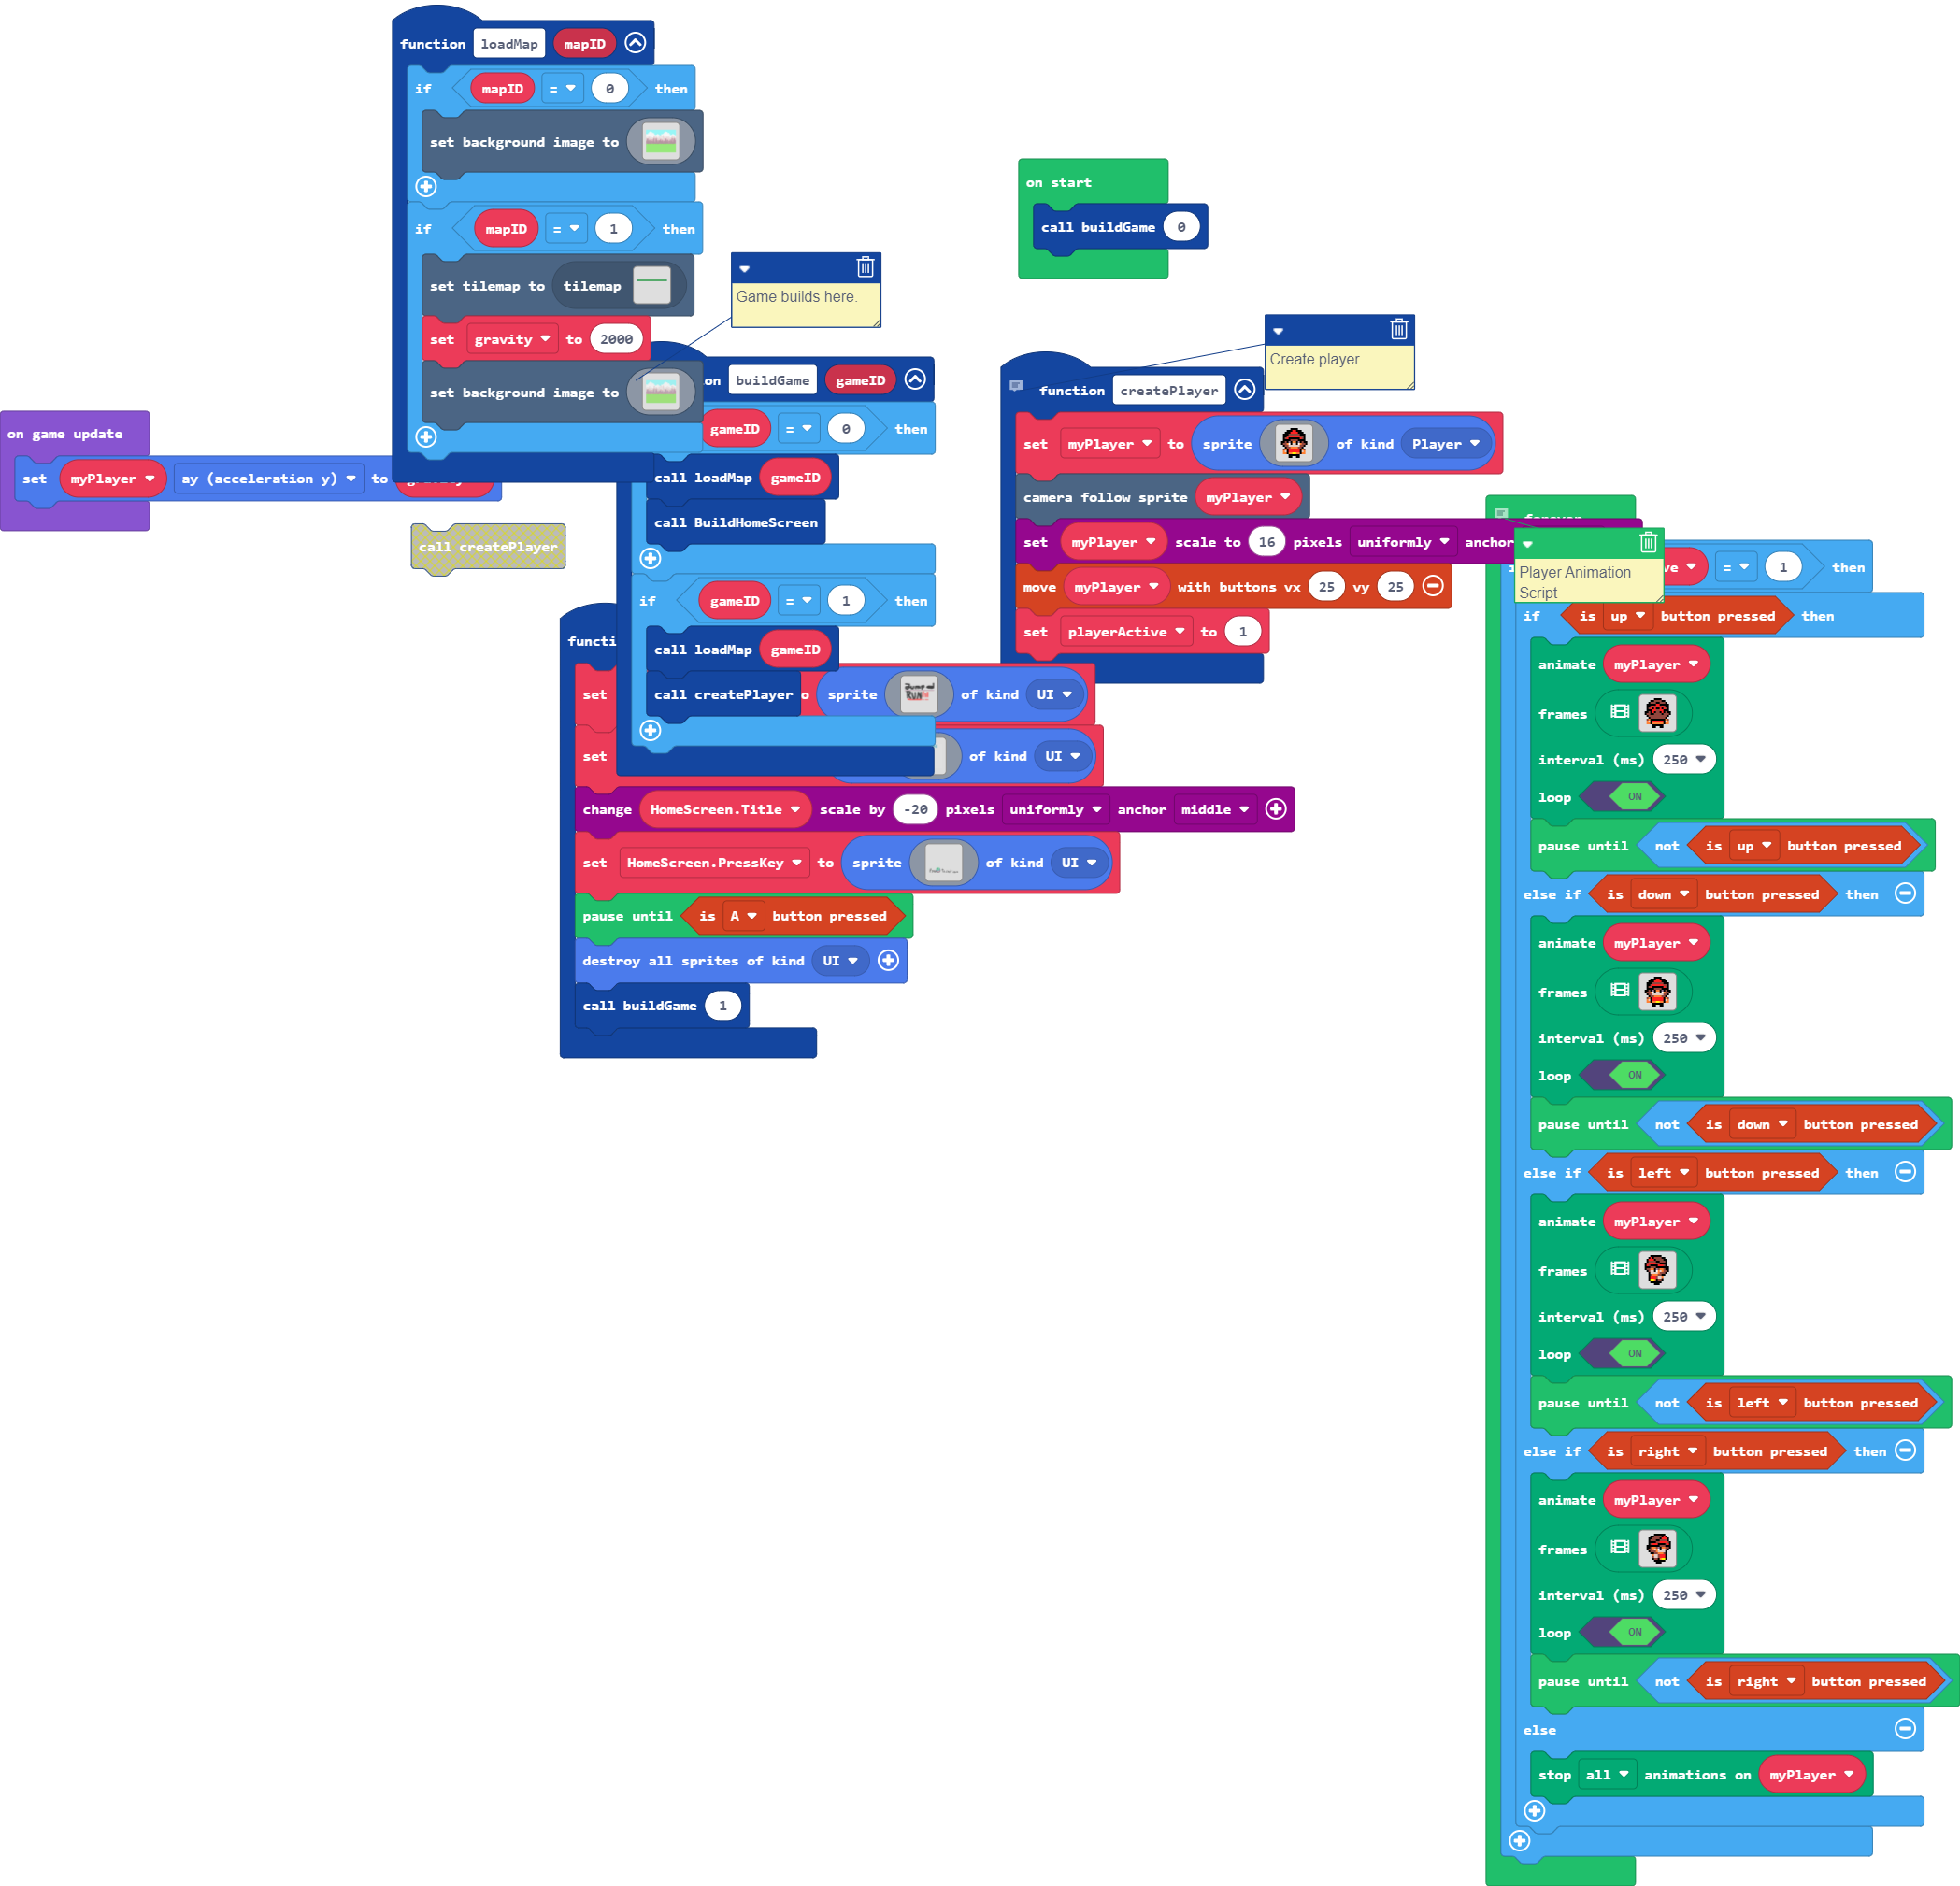 function loadMap mapID
if mapID = 0 then
set background image to
if mapID = 1 then
set tilemap to tilemap
set gravity to 2000
set background image to
Game builds here.
on start
call buildGame 0
on game update
set myPlayer ay (acceleration y) to
call createPlayer
on buildGame gameID
gameID = 0 then
call loadMap gameID
call BuildHomeScreen
if gameID = 1 then
call loadMap gameID
call createPlayer
functi
set o sprite of kind UI
set of kind UI
change HomeScreen.Title scale by -20 pixels uniformly anchor middle
set HomeScreen.PressKey to sprite of kind UI
pause until is A button pressed
destroy all sprites of kind UI
call buildGame 1
Create player
function createPlayer
set myPlayer to sprite of kind Player
camera follow sprite myPlayer
set myPlayer scale to 16 pixels uniformly anchor
move myPlayer with buttons vx 25 vy 25
set playerActive to 1
Player Animation
Script
ve = 1 then
if is up button pressed then
animate myPlayer
frames
interval (ms) 250
loop ON
pause until not is up button pressed
else if is down button pressed then
animate myPlayer
frames
interval (ms) 250
loop ON
pause until not is down button pressed
else if is left button pressed then
animate myPlayer
frames
interval (ms) 250
loop ON
pause until not is left button pressed
else if is right button pressed then
animate myPlayer
frames
interval (ms) 250
loop ON
pause until not is right button pressed
else
stop all animations on myPlayer